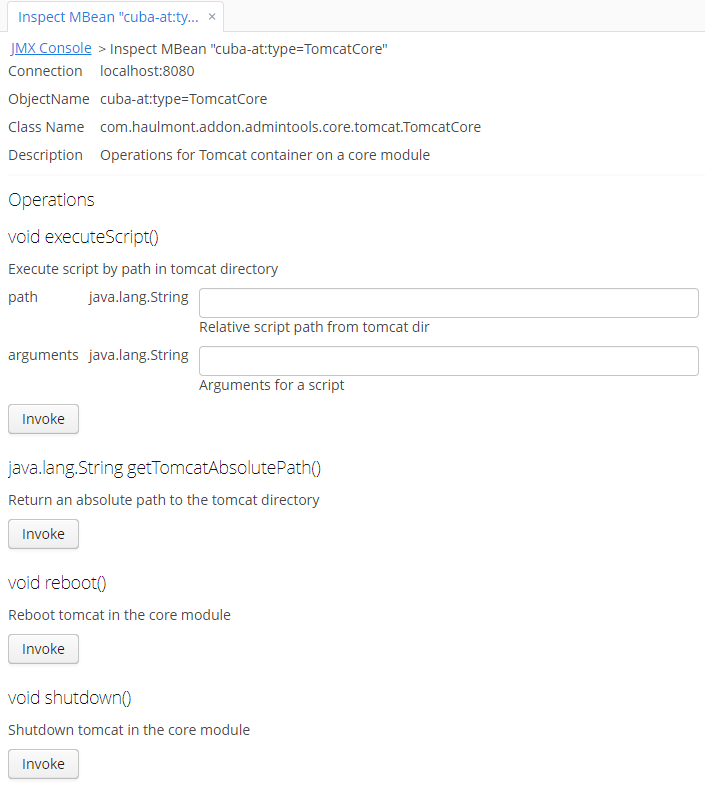 Inspect MBean "cuba-at:ty... ×
JMX Console > Inspect MBean "cuba-at:type=TomcatCore"
Connection localhost:8080
ObjectName cuba-at:type=TomcatCore
Class Name com.haulmont.addon.admintools.core.tomcat.TomcatCore
Description Operations for Tomcat container on a core module
Operations
void executeScript()
Execute script by path in tomcat directory
path java.lang.String
Relative script path from tomcat dir
arguments java.lang.String
Arguments for a script
Invoke
java.lang.String getTomcatAbsolutePath()
Return an absolute path to the tomcat directory
Invoke
void reboot()
Reboot tomcat in the core module
Invoke
void shutdown()
Shutdown tomcat in the core module
Invoke